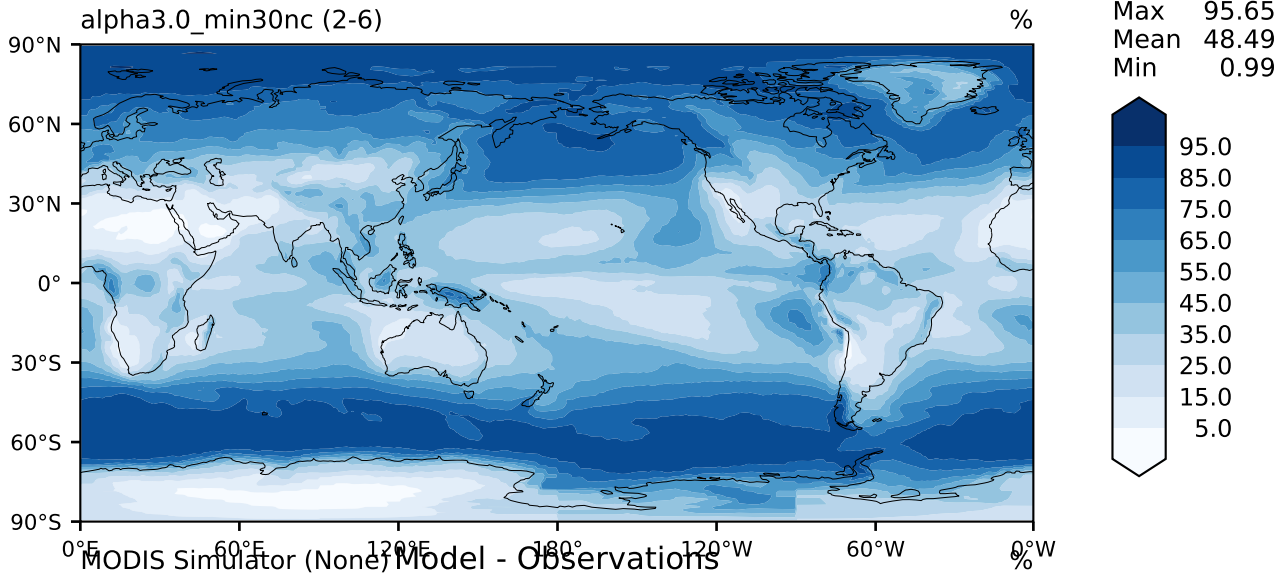 alpha3.0_min30nc (2-6) %
Max 95.65
Mean 48.49
Min 0.99
90°N
60°N
30°N
0°
30°S
60°S
90°S
95.0
85.0
75.0
65.0
55.0
45.0
35.0
25.0
15.0
5.0
0°E 60°E 120°E 180° 120°W 60°W 0°W
MODIS Simulator (None) Model - Observations %